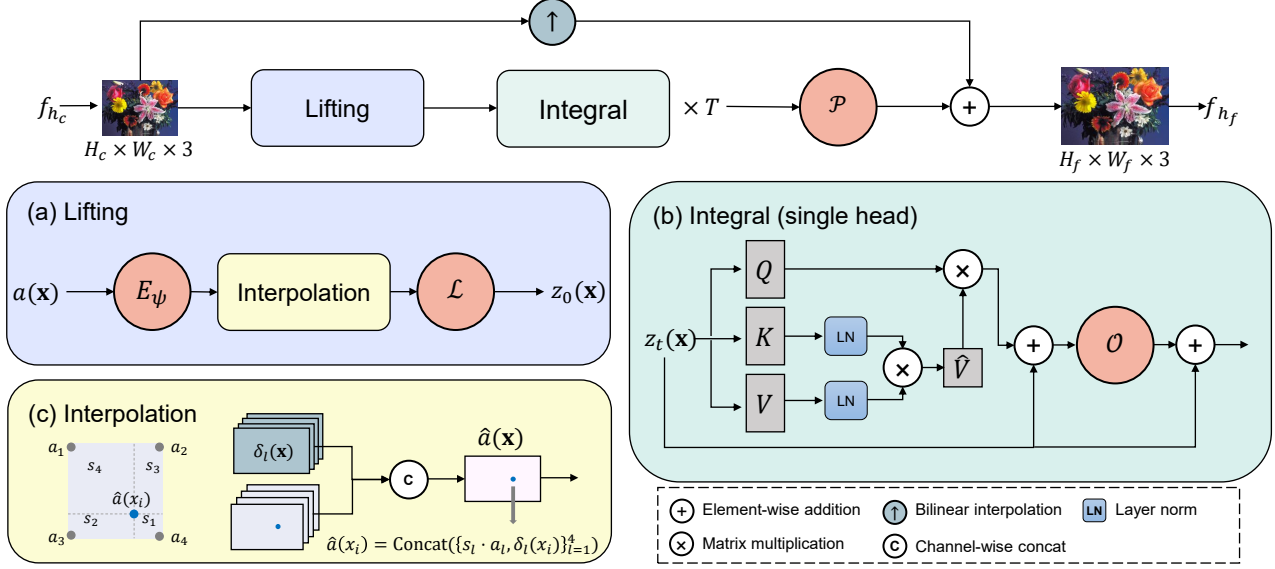 ↑
f_{h_c}
H_c × W_c × 3
Lifting
Integral
× T
𝒫
+
H_f × W_f × 3
f_{h_f}
(a) Lifting
a(𝐱)
E_ψ
Interpolation
ℒ
z_0(𝐱)
(b) Integral (single head)
z_t(𝐱)
Q
×
K
LN
×
V̂
V
LN
+
𝒪
+
(c) Interpolation
a_1
a_2
s_4
s_3
â(x_i)
s_2
s_1
a_3
a_4
δ_l(𝐱)
C
â(𝐱)
â(x_i) = Concat({s_l · a_l, δ_l(x_i)}_{l=1}^4)
+ Element-wise addition
↑ Bilinear interpolation
LN Layer norm
× Matrix multiplication
C Channel-wise concat